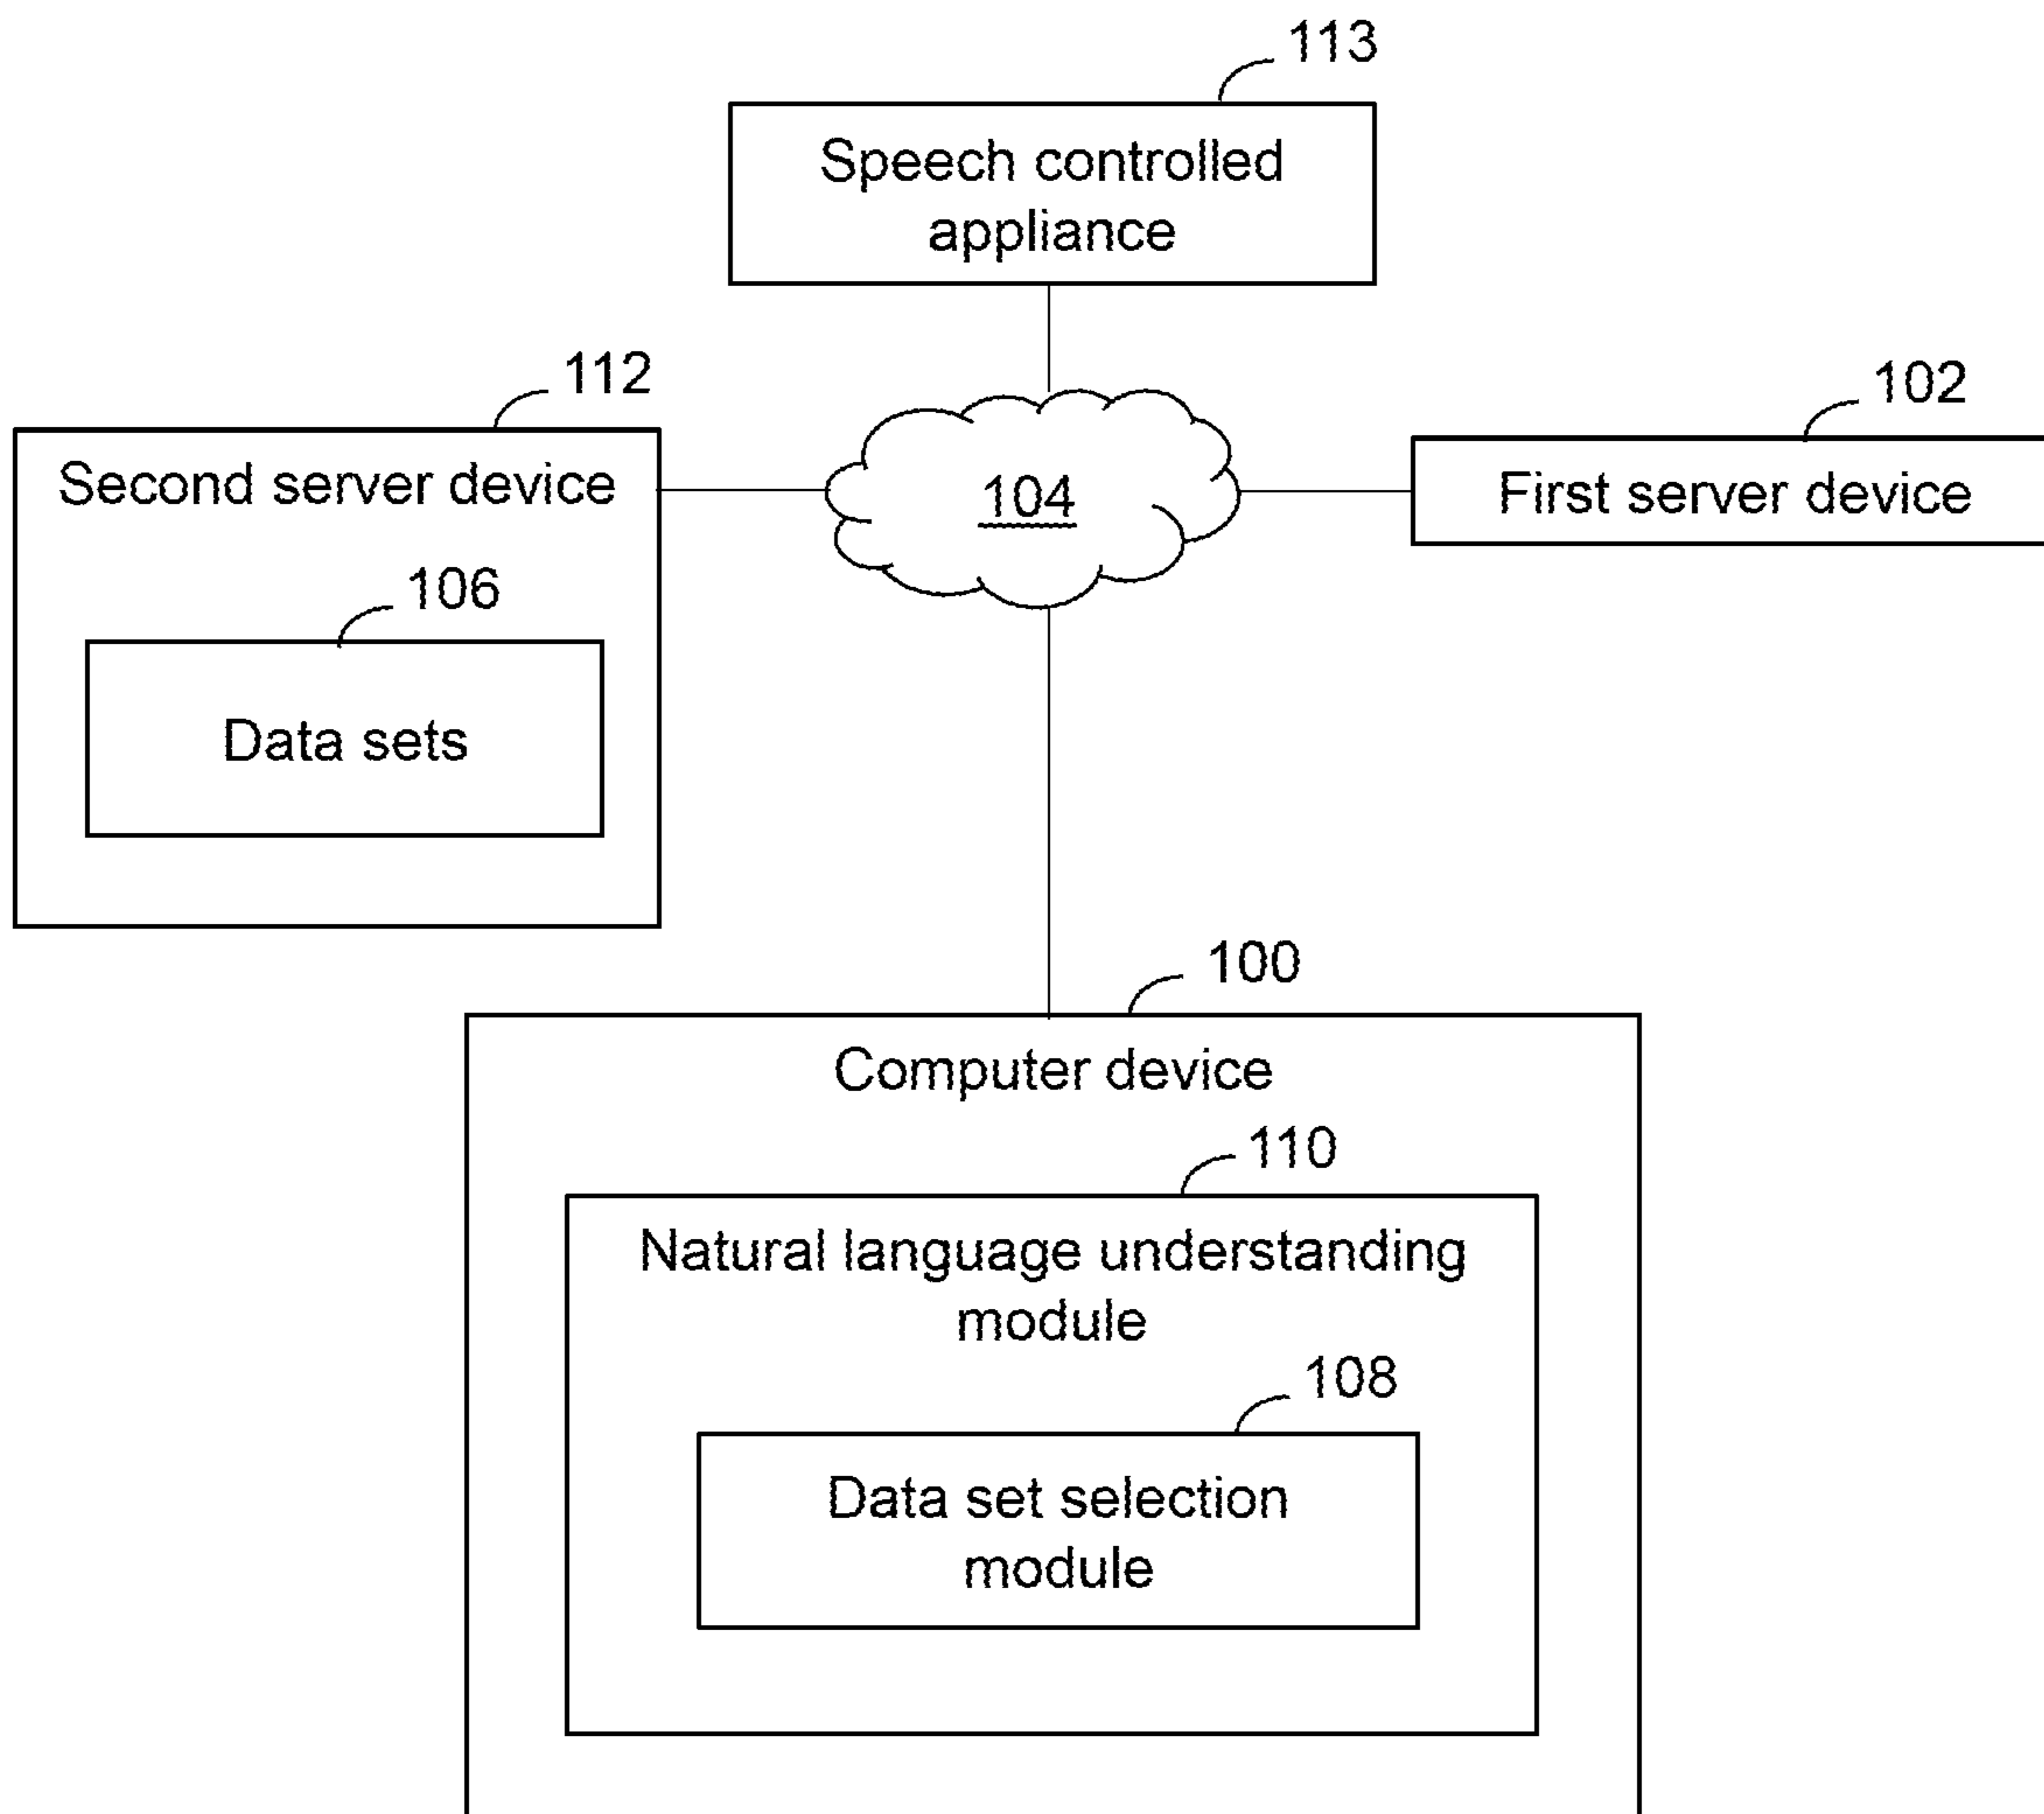 113
Speech controlled
appliance
112
102
Second server device
104
First server device
106
Data sets
100
Computer device
110
Natural language understanding
module
108
Data set selection
module